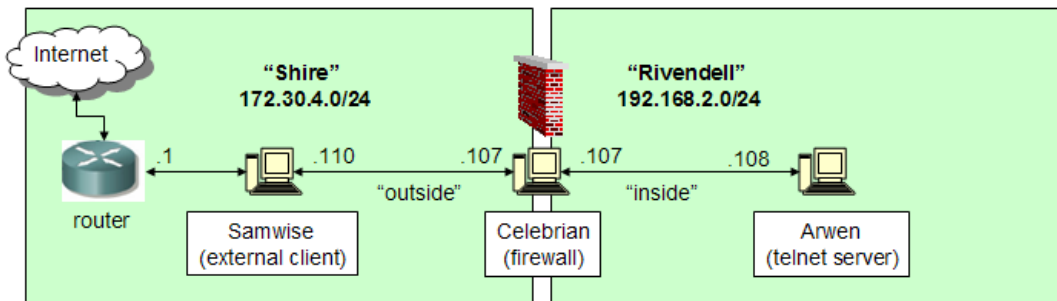 Internet
“Shire”
172.30.4.0/24
“Rivendell”
192.168.2.0/24
.1
.110
.107
.107
.108
router
“outside”
“inside”
Samwise
(external client)
Celebrian
(firewall)
Arwen
(telnet server)